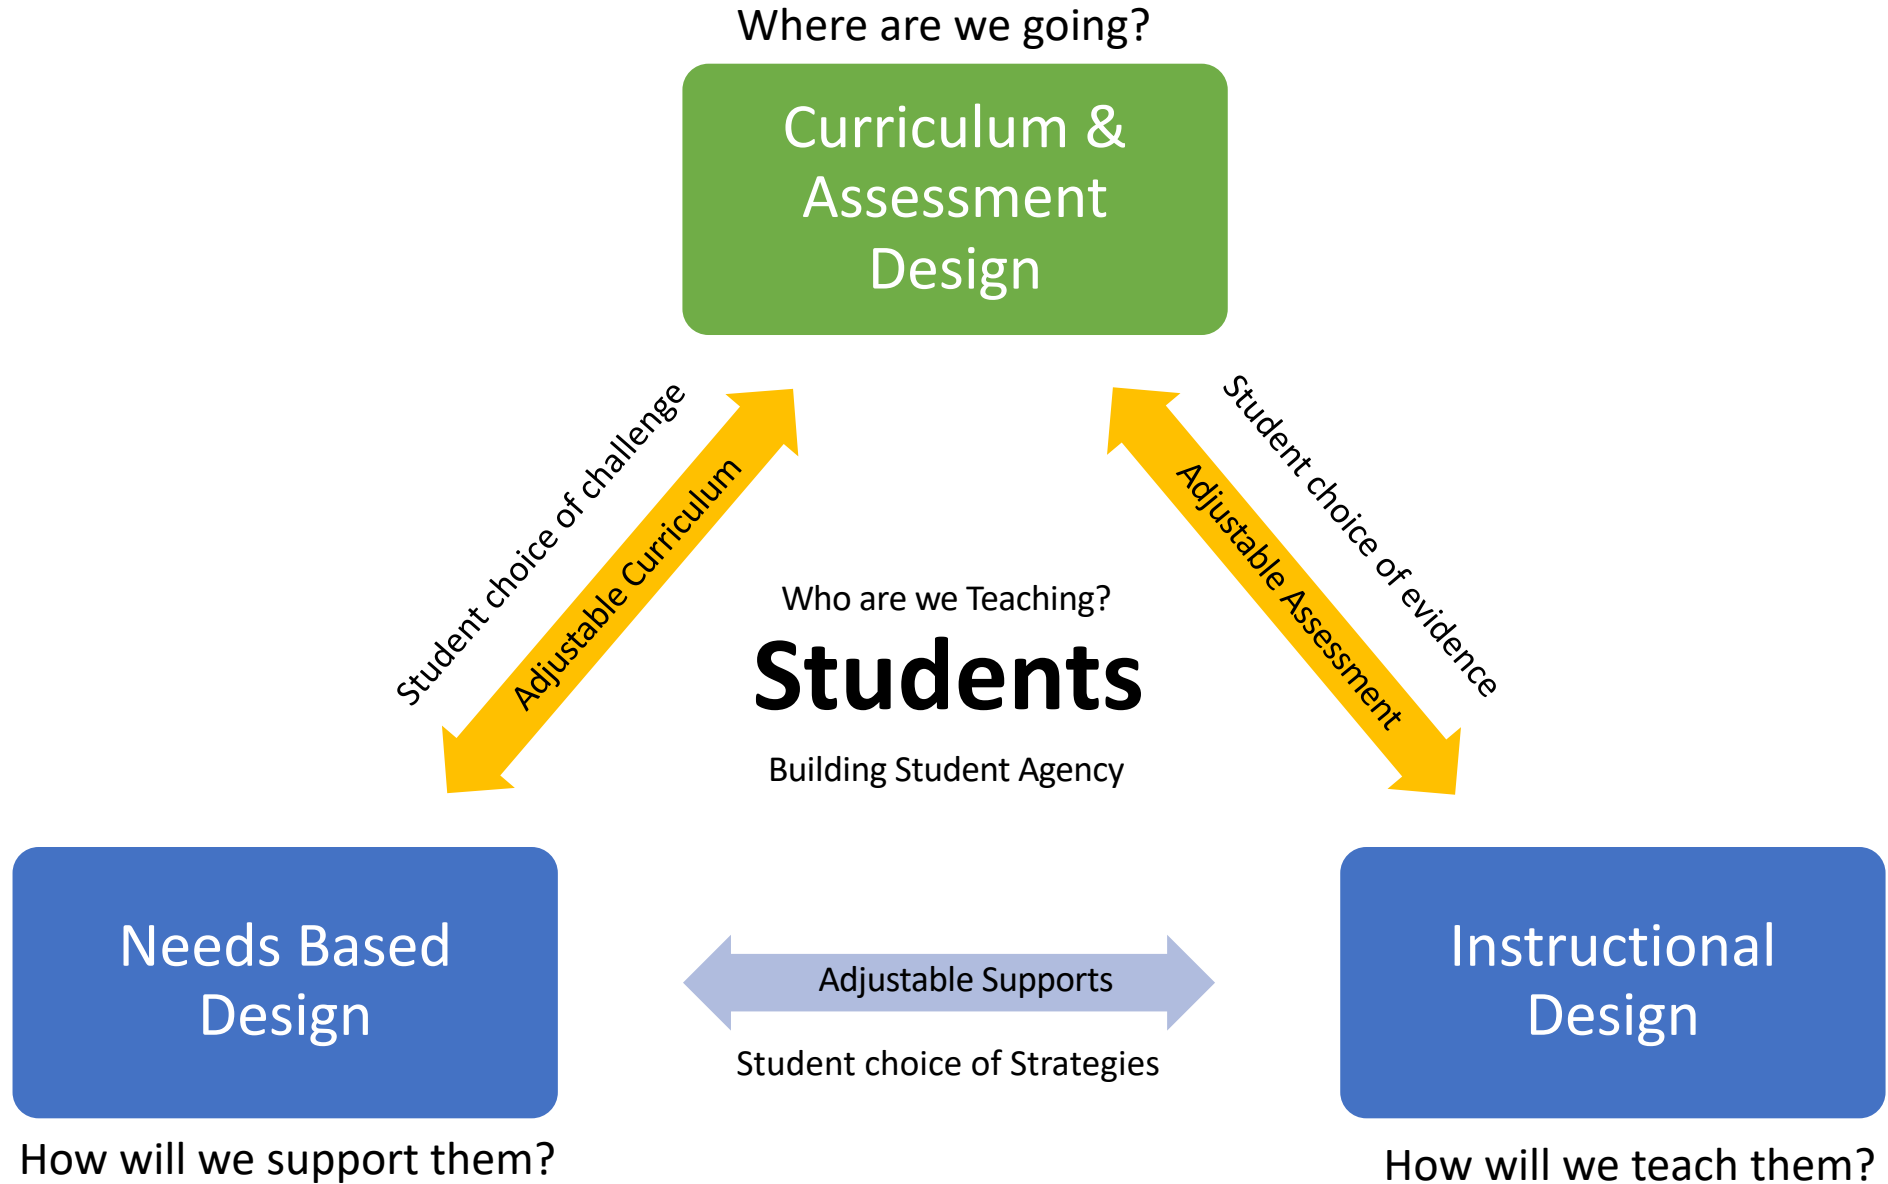 Where are we going?
Curriculum &
Assessment
Design
Student choice of challenge
Adjustable Curriculum
Student choice of evidence
Adjustable Assessment
Who are we Teaching?
Students
Building Student Agency
Needs Based
Design
Adjustable Supports
Student choice of Strategies
Instructional
Design
How will we support them?
How will we teach them?